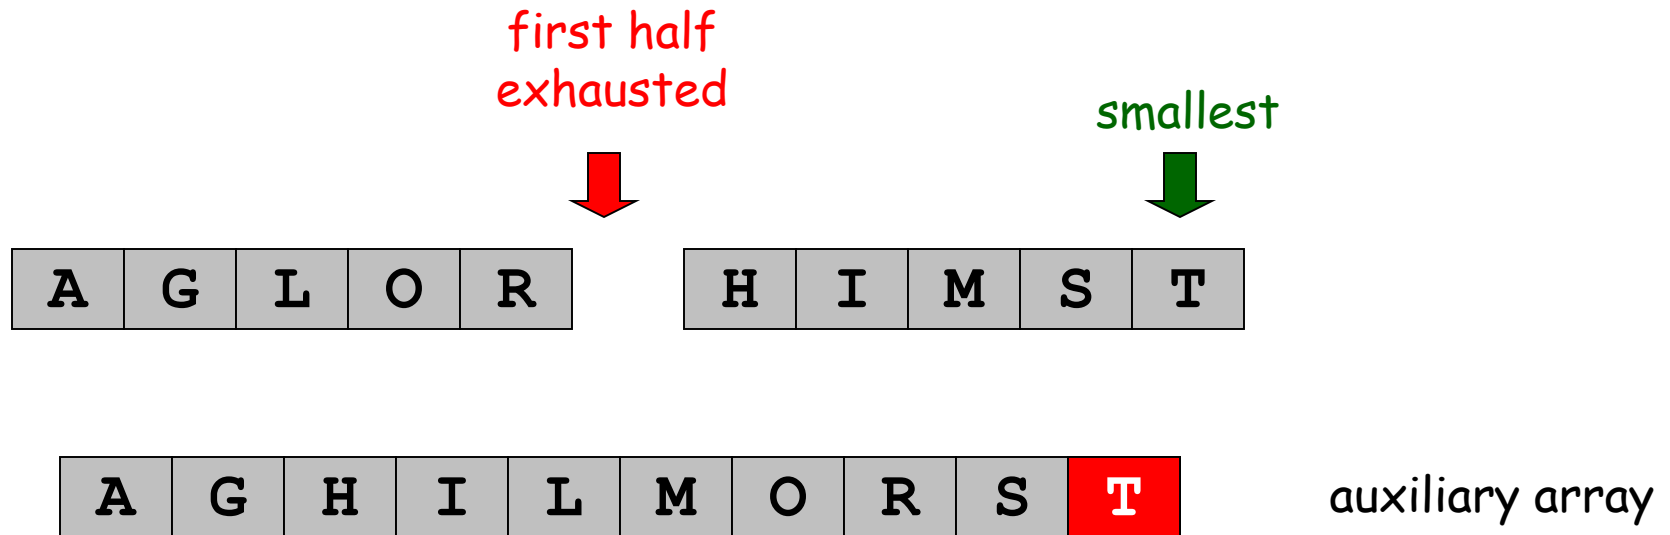 first half
exhausted
smallest
A G L O R H I M S T
A G H I L M O R S T auxiliary array